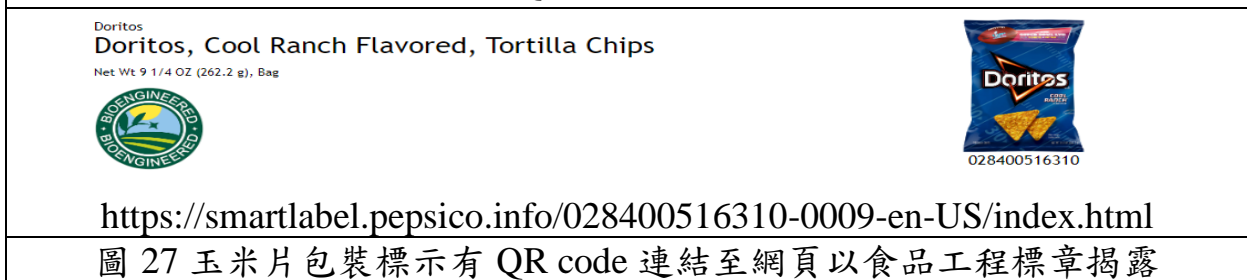 Doritos
Doritos, Cool Ranch Flavored, Tortilla Chips
Net Wt 9 1/4 OZ (262.2 g), Bag
BIOENGINEERED
BIOENGINEERED
Doritos
COOL
RANCH
028400516310
https://smartlabel.pepsico.info/028400516310-0009-en-US/index.html
圖 27 玉米片包裝標示有 QR code 連結至網頁以食品工程標章揭露